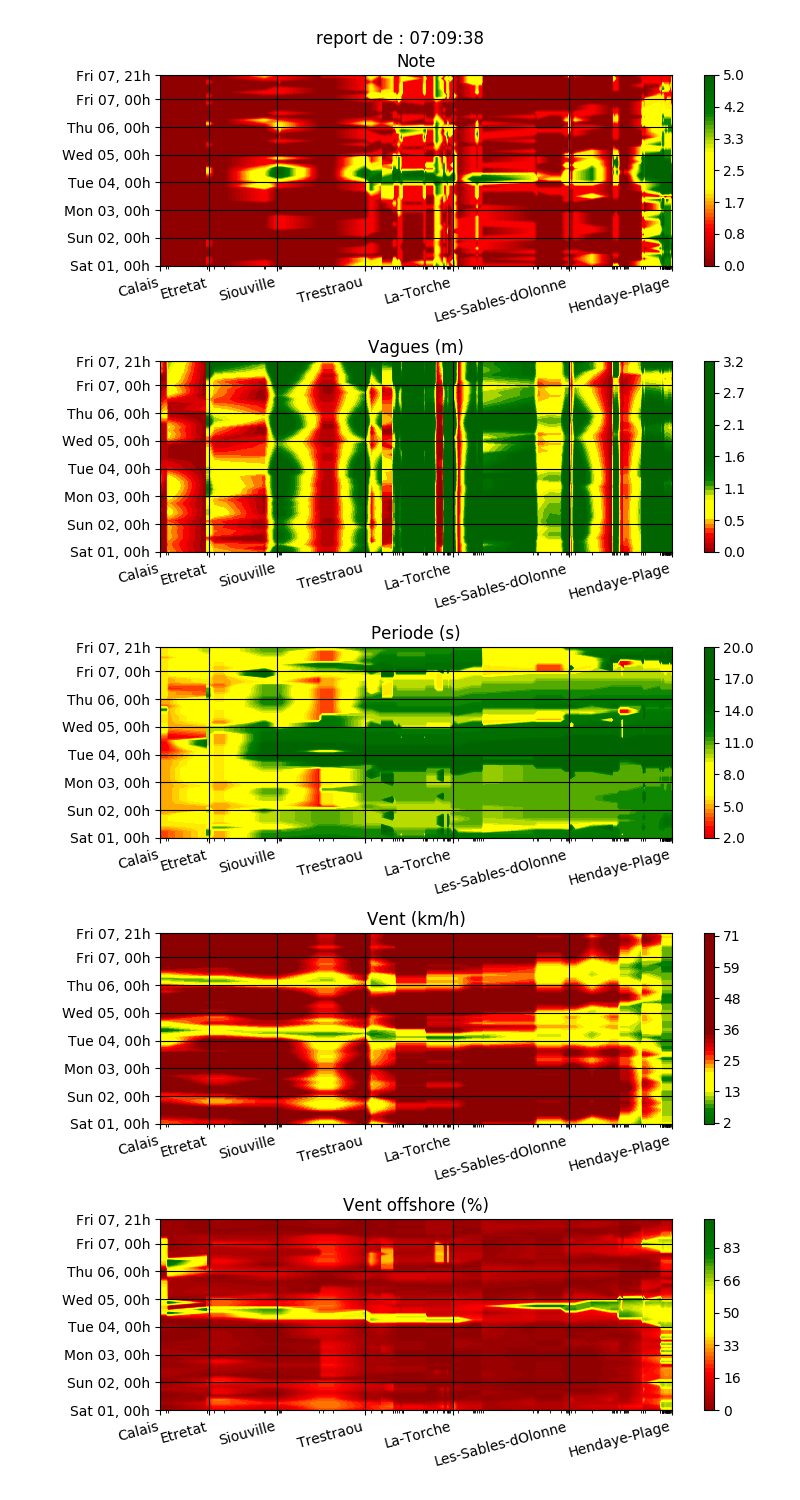 report de : 07:09:38
Note
Fri 07, 21h
Fri 07, 00h
Thu 06, 00h
Wed 05, 00h
Tue 04, 00h
Mon 03, 00h
Sun 02, 00h
Sat 01, 00h
Calais
Etretat
Siouville
Trestraou
La-Torche
Les-Sables-dOlonne
Hendaye-Plage
5.0
4.2
3.3
2.5
1.7
0.8
0.0
Vagues (m)
Fri 07, 21h
Fri 07, 00h
Thu 06, 00h
Wed 05, 00h
Tue 04, 00h
Mon 03, 00h
Sun 02, 00h
Sat 01, 00h
Calais
Etretat
Siouville
Trestraou
La-Torche
Les-Sables-dOlonne
Hendaye-Plage
3.2
2.7
2.1
1.6
1.1
0.5
0.0
Periode (s)
Fri 07, 21h
Fri 07, 00h
Thu 06, 00h
Wed 05, 00h
Tue 04, 00h
Mon 03, 00h
Sun 02, 00h
Sat 01, 00h
Calais
Etretat
Siouville
Trestraou
La-Torche
Les-Sables-dOlonne
Hendaye-Plage
20.0
17.0
14.0
11.0
8.0
5.0
2.0
Vent (km/h)
Fri 07, 21h
Fri 07, 00h
Thu 06, 00h
Wed 05, 00h
Tue 04, 00h
Mon 03, 00h
Sun 02, 00h
Sat 01, 00h
Calais
Etretat
Siouville
Trestraou
La-Torche
Les-Sables-dOlonne
Hendaye-Plage
71
59
48
36
25
13
2
Vent offshore (%)
Fri 07, 21h
Fri 07, 00h
Thu 06, 00h
Wed 05, 00h
Tue 04, 00h
Mon 03, 00h
Sun 02, 00h
Sat 01, 00h
Calais
Etretat
Siouville
Trestraou
La-Torche
Les-Sables-dOlonne
Hendaye-Plage
83
66
50
33
16
0